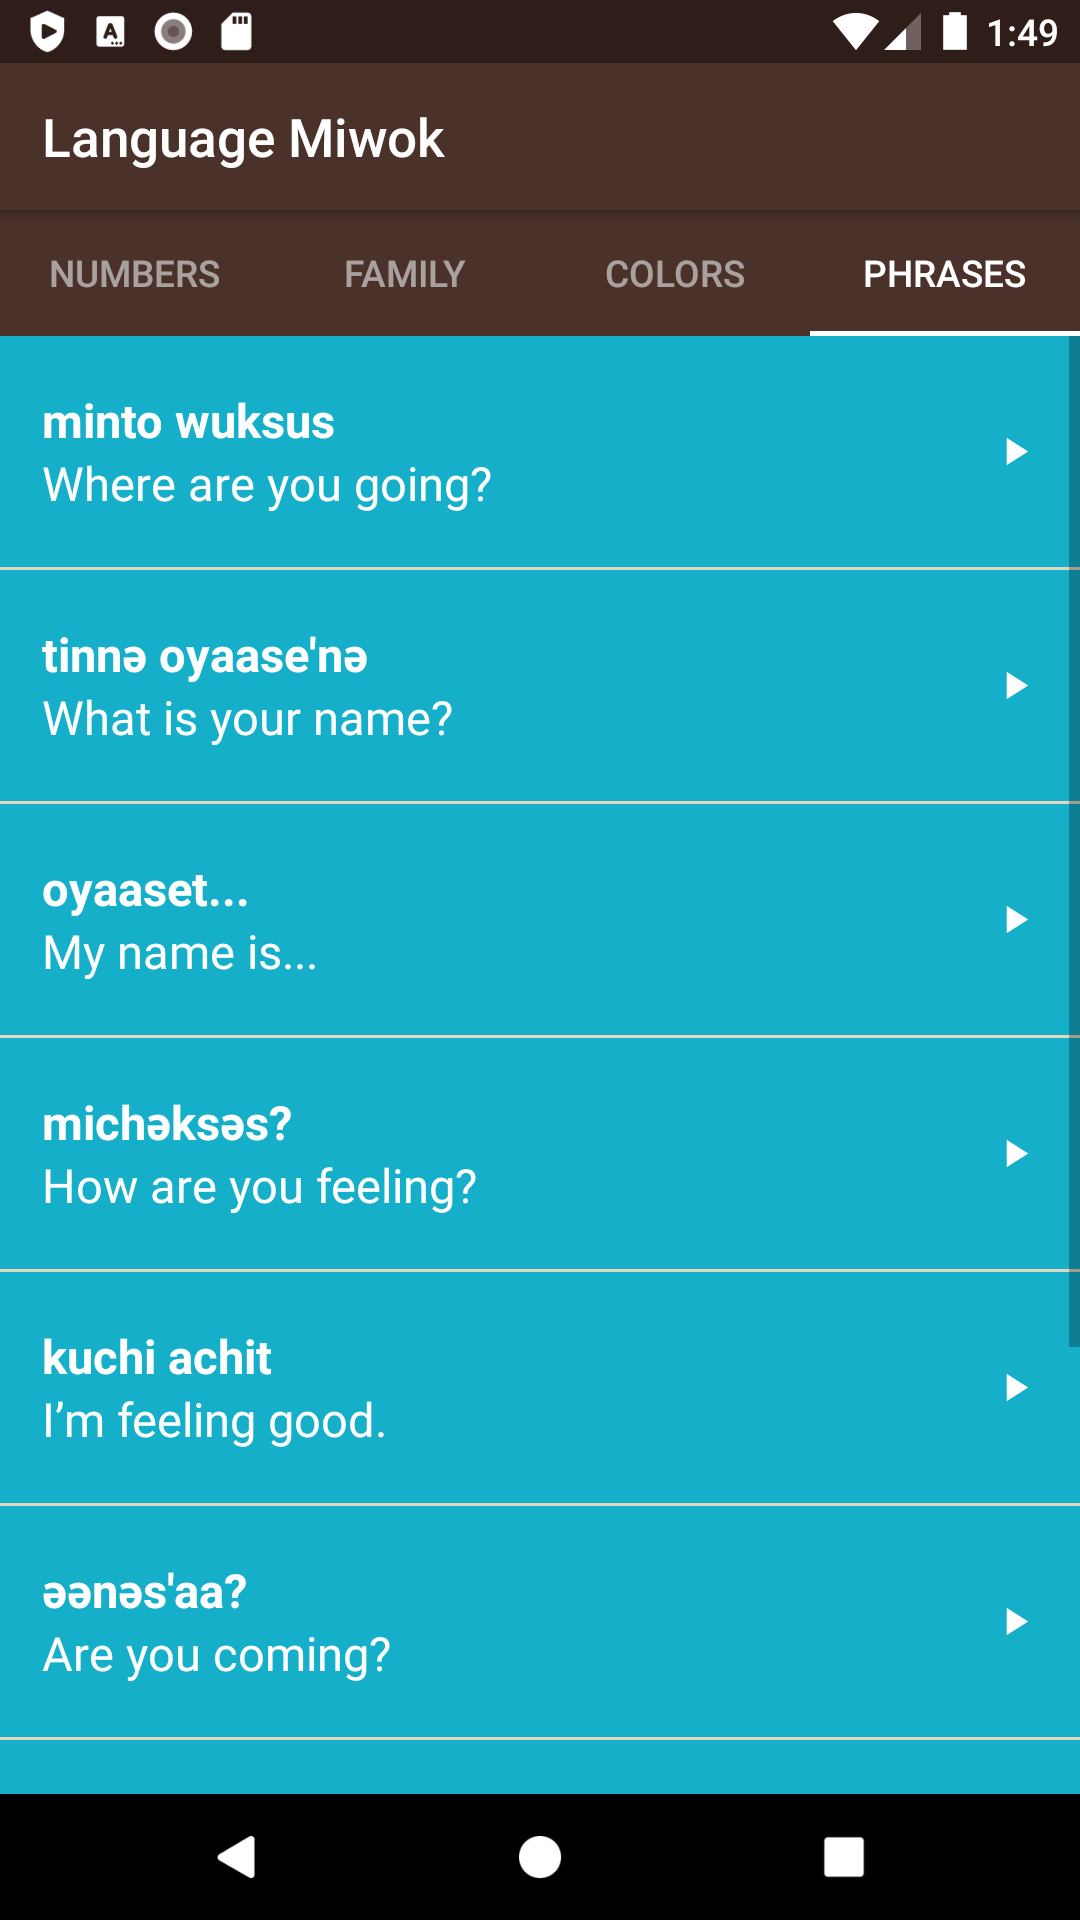 1:49
Language Miwok
NUMBERS FAMILY COLORS PHRASES
minto wuksus
Where are you going?
tinnə oyaase'nə
What is your name?
oyaaset...
My name is...
michəksəs?
How are you feeling?
kuchi achit
I’m feeling good.
əənəs'aa?
Are you coming?